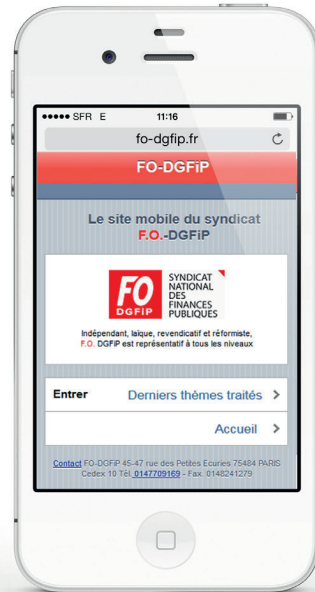 SFR E 11:16
fo-dgfip.fr
FO-DGFiP
Le site mobile du syndicat
F.O.-DGFiP
FO
DGFiP
SYNDICAT
NATIONAL
DES
FINANCES
PUBLIQUES
Indépendant, laïque, revendicatif et réformiste,
F.O. DGFiP est représentatif à tous les niveaux
Entrer Derniers thèmes traités >
Accueil >
Contact FO-DGFiP 45-47 rue des Petites Ecuries 75484 PARIS
Cedex 10 Tél. 0147709169 - Fax. 0148241279